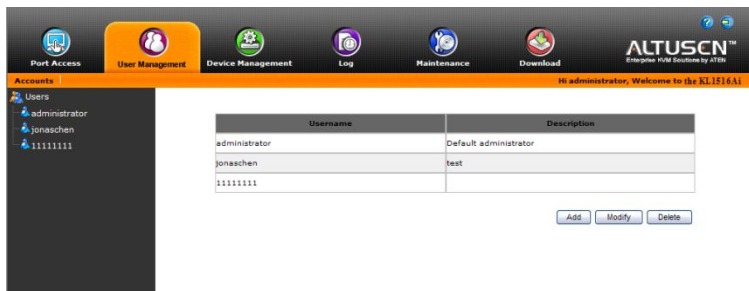 Port Access
User Management
Device Management
Log
Maintenance
Download
ALTUSCN™
Enterprise KVM Solutions by ATEN
Accounts
Hi administrator, Welcome to the KL1516Ai
Users
administrator
jonaschen
11111111
Username Description
administrator Default administrator
jonaschen test
11111111
Add Modify Delete